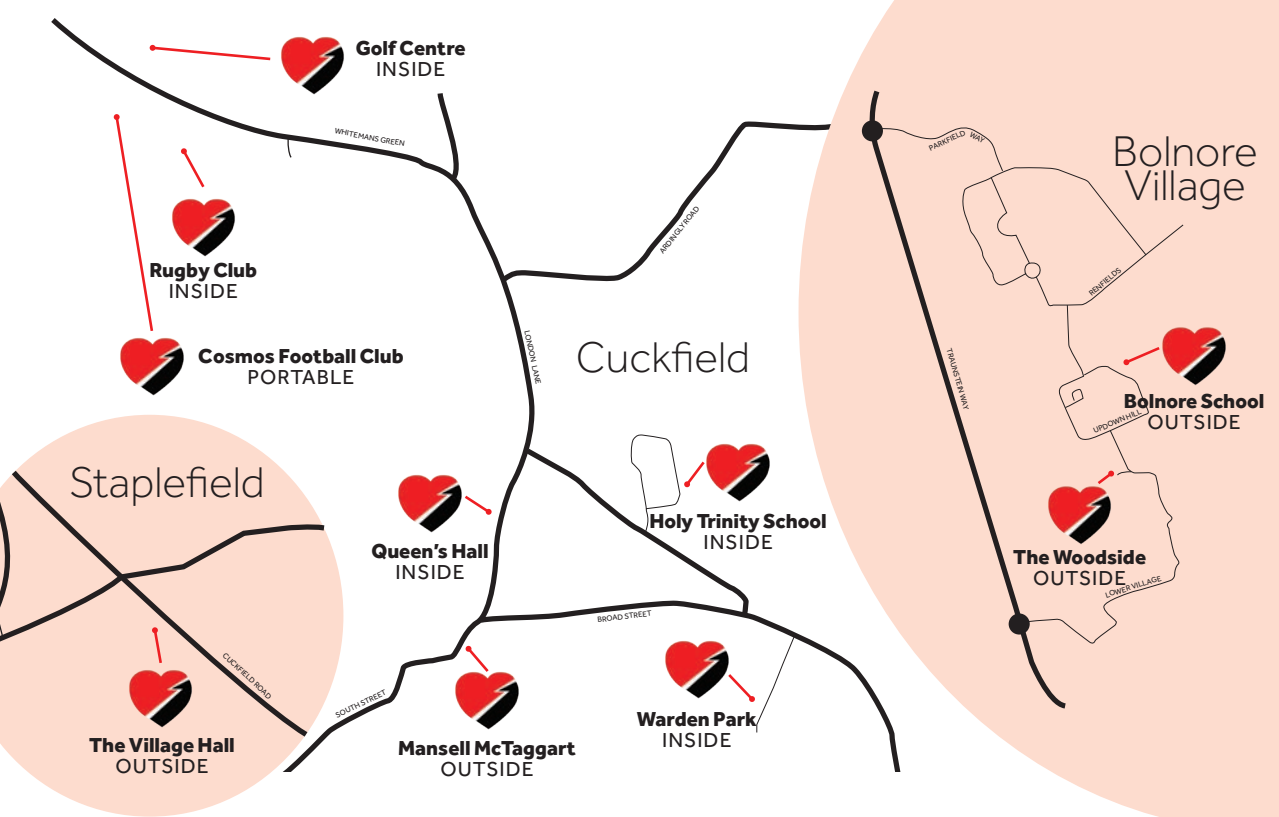 Golf Centre
INSIDE
WHITEMANS GREEN
PARKFIELD WAY
Bolnore
Village
ARDINGLY ROAD
Rugby Club
INSIDE
RENFIELDS
LONDON LANE
Cuckfield
Cosmos Football Club
PORTABLE
TRAUNSTEIN WAY
Bolnore School
OUTSIDE
UPDOWN HILL
Staplefield
Holy Trinity School
INSIDE
Queen's Hall
INSIDE
The Woodside
OUTSIDE
LOWER VILLAGE
BROAD STREET
CUCKFIELD ROAD
SOUTH STREET
Warden Park
INSIDE
The Village Hall
OUTSIDE
Mansell McTaggart
OUTSIDE